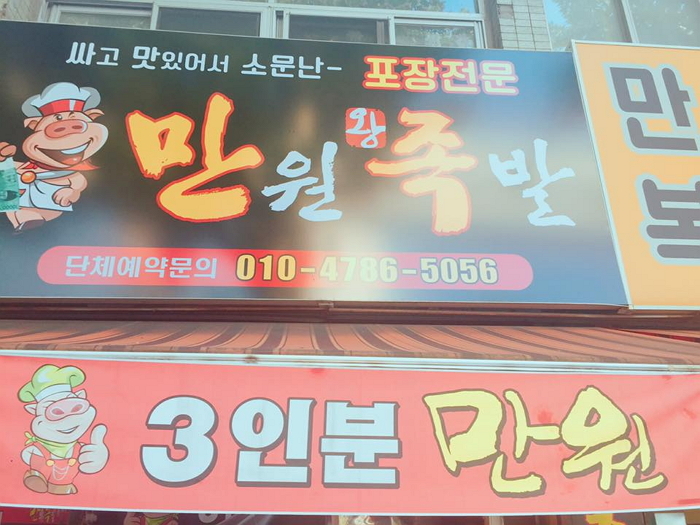 싸고 맛있어서 소문난- 포장전문
만원 왕 족발
단체예약문의 010-4786-5056
3인분 만원